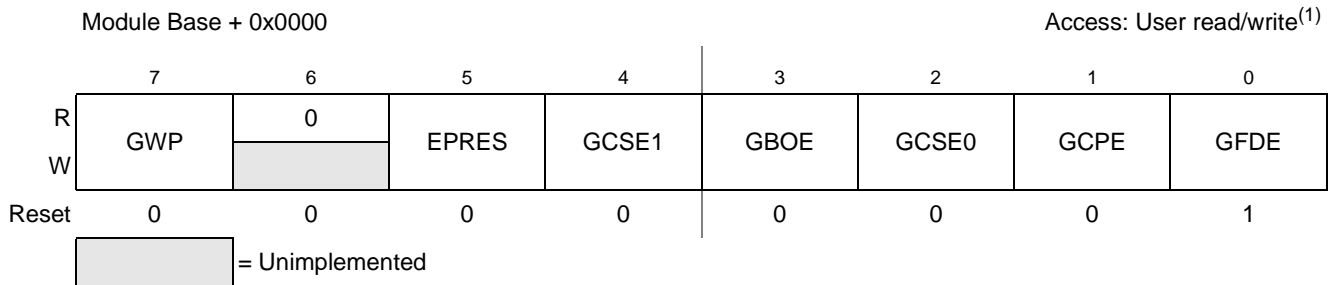 Module Base + 0x0000 Access: User read/write(1)
7 6 5 4 3 2 1 0
R GWP 0 EPRES GCSE1 GBOE GCSE0 GCPE GFDE
W
Reset 0 0 0 0 0 0 0 1
= Unimplemented